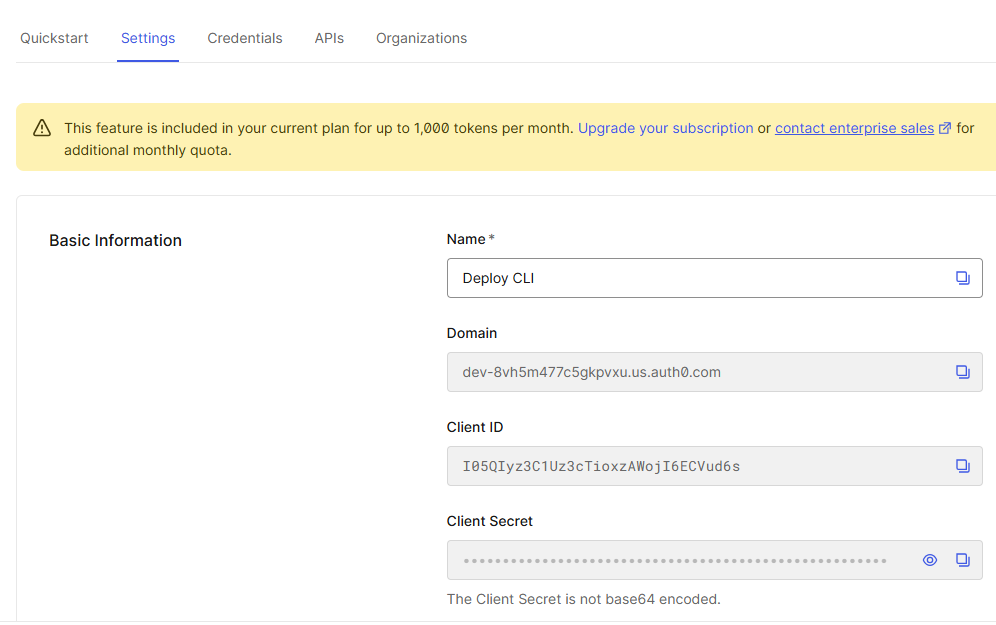 Quickstart Settings Credentials APIs Organizations
This feature is included in your current plan for up to 1,000 tokens per month. Upgrade your subscription or contact enterprise sales for
additional monthly quota.
Basic Information
Name *
Deploy CLI
Domain
dev-8vh5m477c5gkpvxu.us.auth0.com
Client ID
I05QIyz3C1Uz3cTioxzAWojI6ECVud6s
Client Secret
The Client Secret is not base64 encoded.